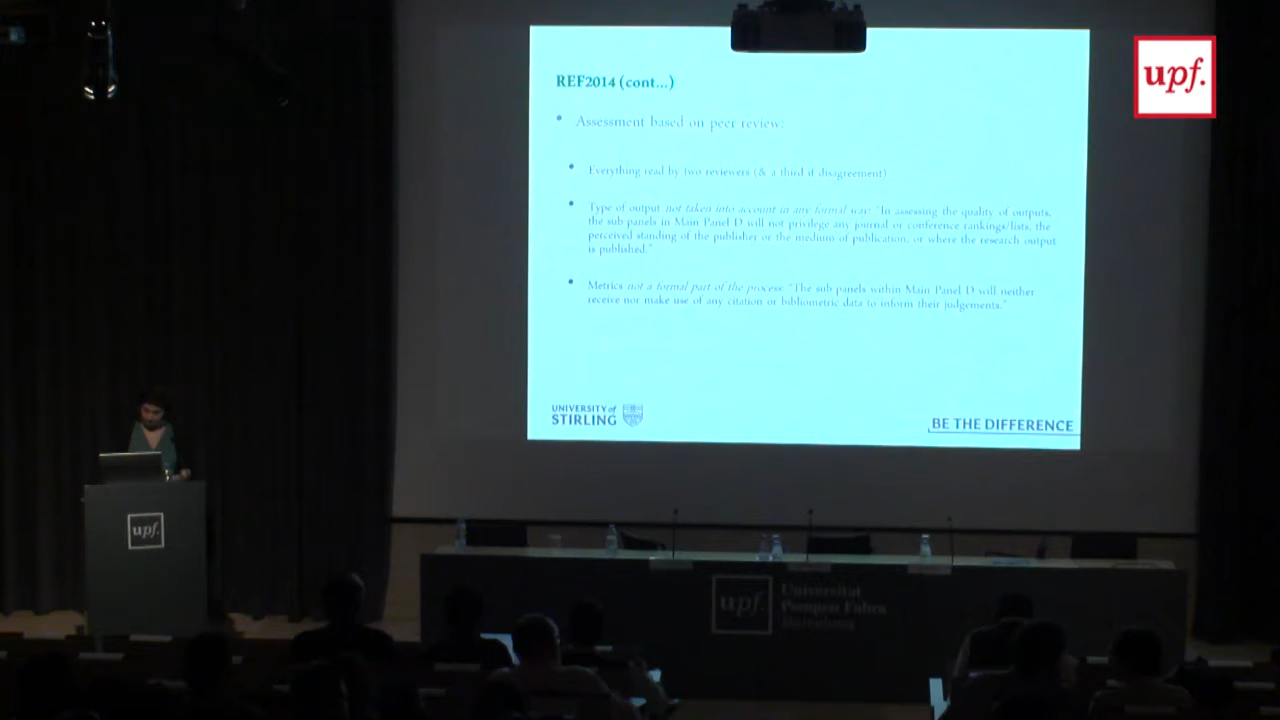 upf.
REF2014 (cont...)
• Assessment based on peer review:
• Everything read by two reviewers (& a third if disagreement)
• Type of output not taken into account in any formal way: "In assessing the quality of outputs,
the sub panels in Main Panel D will not privilege any journal or conference rankings/lists, the
perceived standing of the publisher or the medium of publication, or where the research output
is published."
• Metrics not a formal part of the process: "The sub panels within Main Panel D will neither
receive nor make use of any citation or bibliometric data to inform their judgements."
UNIVERSITY of
STIRLING
BE THE DIFFERENCE
upf.
upf.
Universitat
Pompeu Fabra
Barcelona